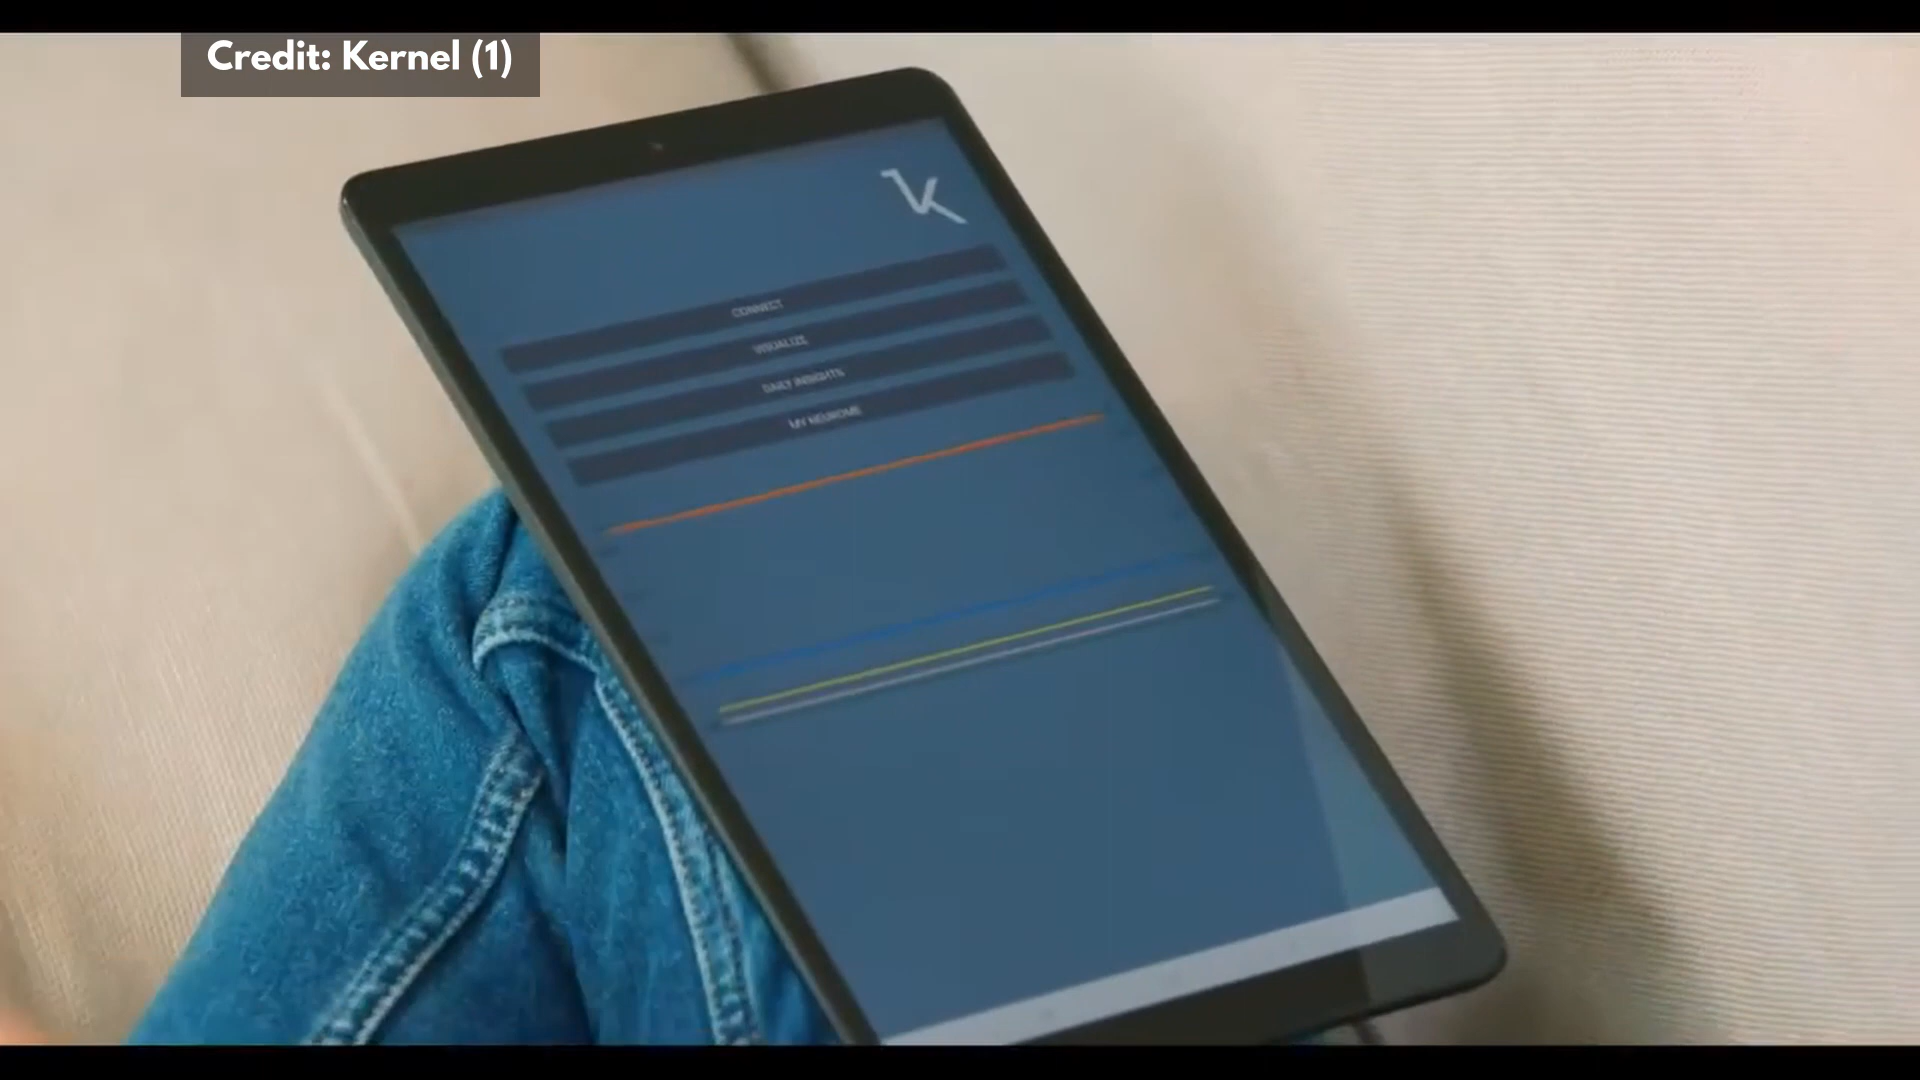 Credit: Kernel (1)
k
CONNECT
VISUALIZE
DAILY INSIGHTS
MY NEUROME